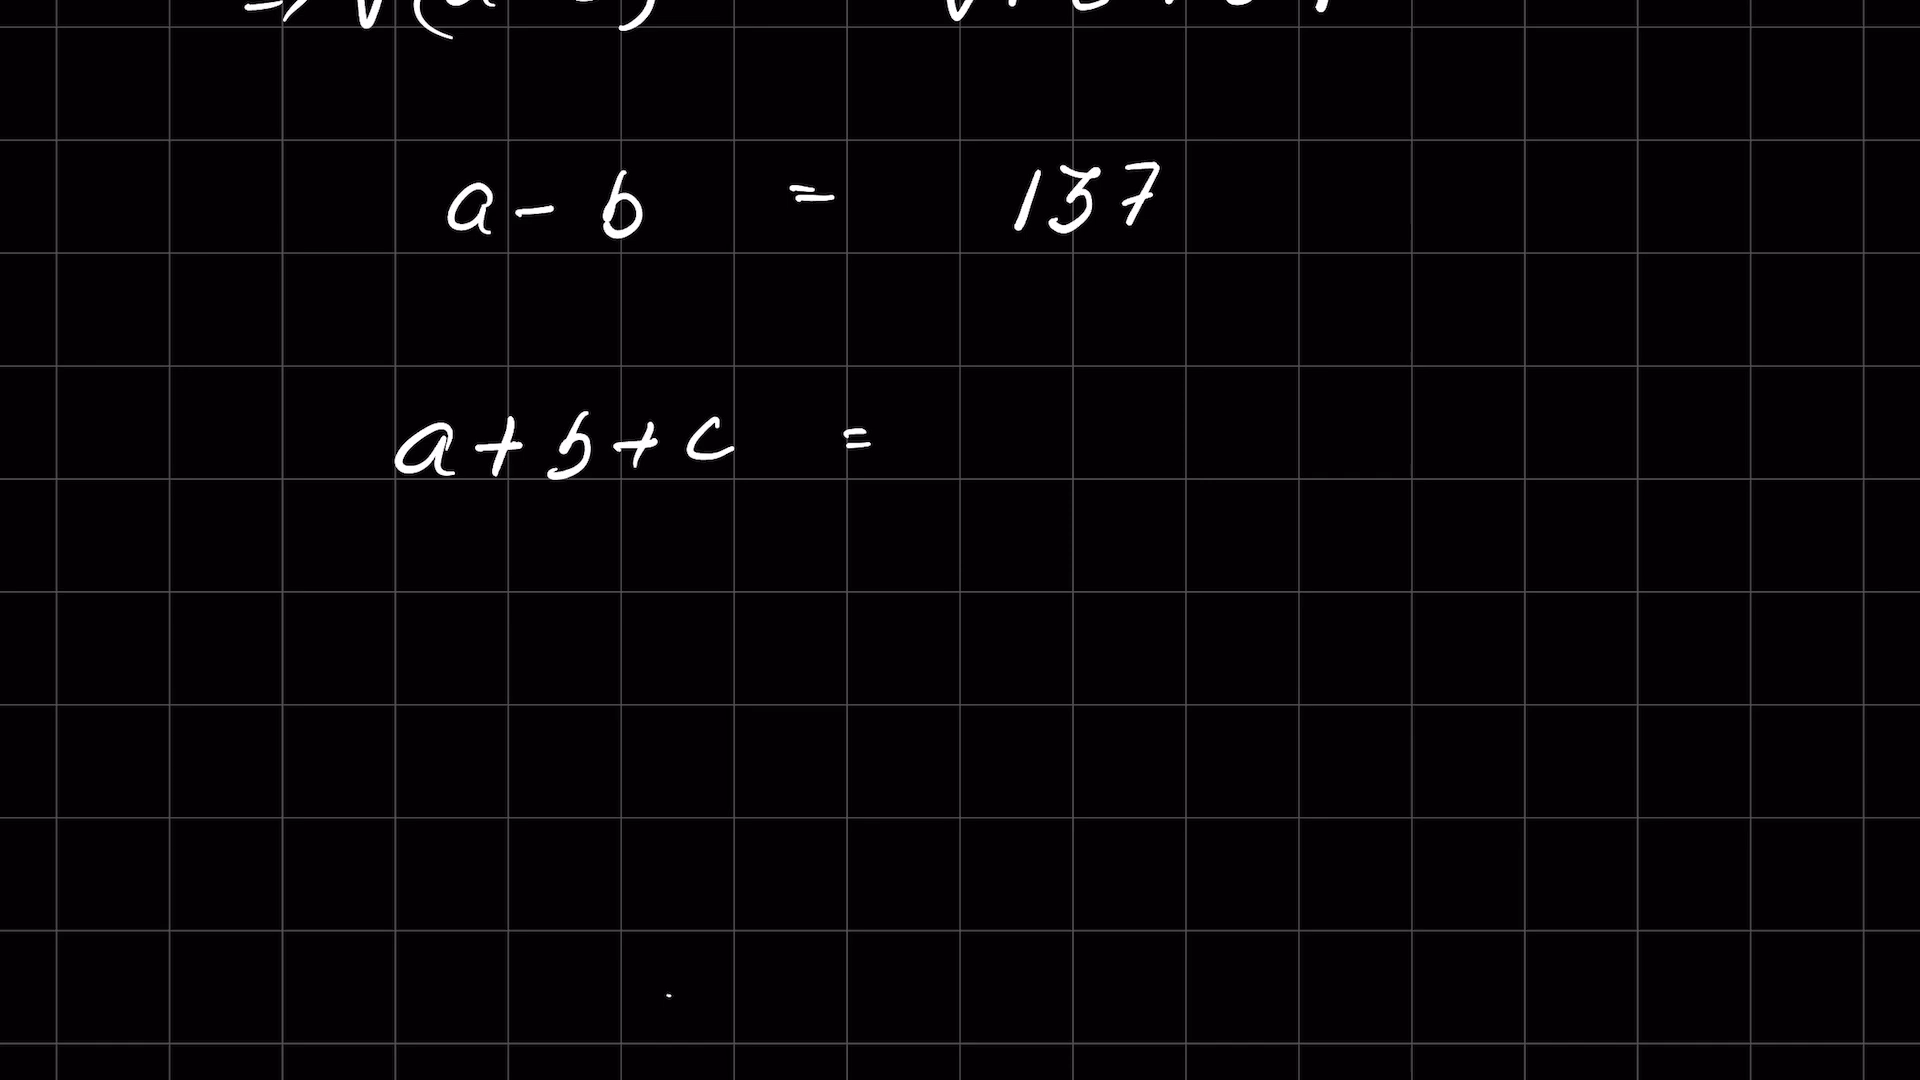 a - b = 137
a + b + c =